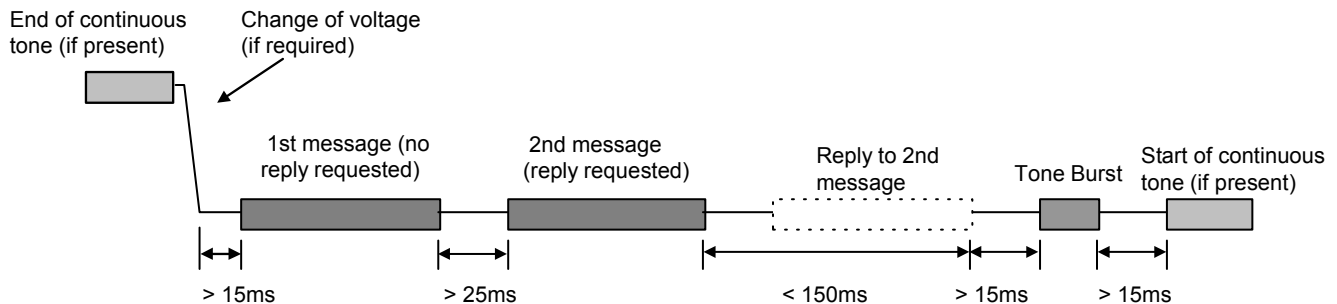 End of continuous
tone (if present)
Change of voltage
(if required)
1st message (no
reply requested)
2nd message
(reply requested)
Reply to 2nd
message
Tone Burst
Start of continuous
tone (if present)
> 15ms
> 25ms
< 150ms
> 15ms
> 15ms